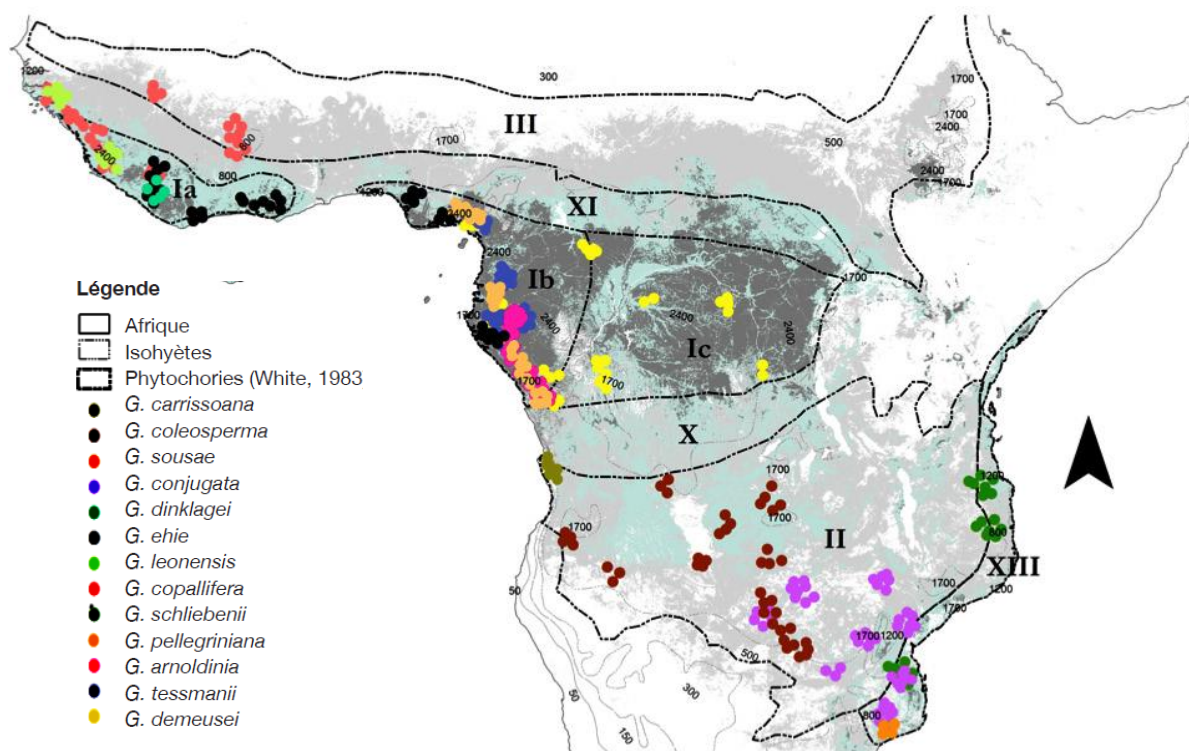 1200
300
1700
1700
2400
III
800
1700
500
2400
800
2400
1700
Ia
1200
2400
XI
2400
Ib
1700
2400
1700
2400
Ic
2400
1700
1700
X
1700
1200
1700
1700
800
II
XIII
50
1700
1200
1700
1700
1200
500
300
50
150
800
Légende
Afrique
Isohyètes
Phytochories (White, 1983
G. carrissoana
G. coleosperma
G. sousae
G. conjugata
G. dinklagei
G. ehie
G. leonensis
G. copallifera
G. schliebenii
G. pellegriniana
G. arnoldinia
G. tessmanii
G. demeusei